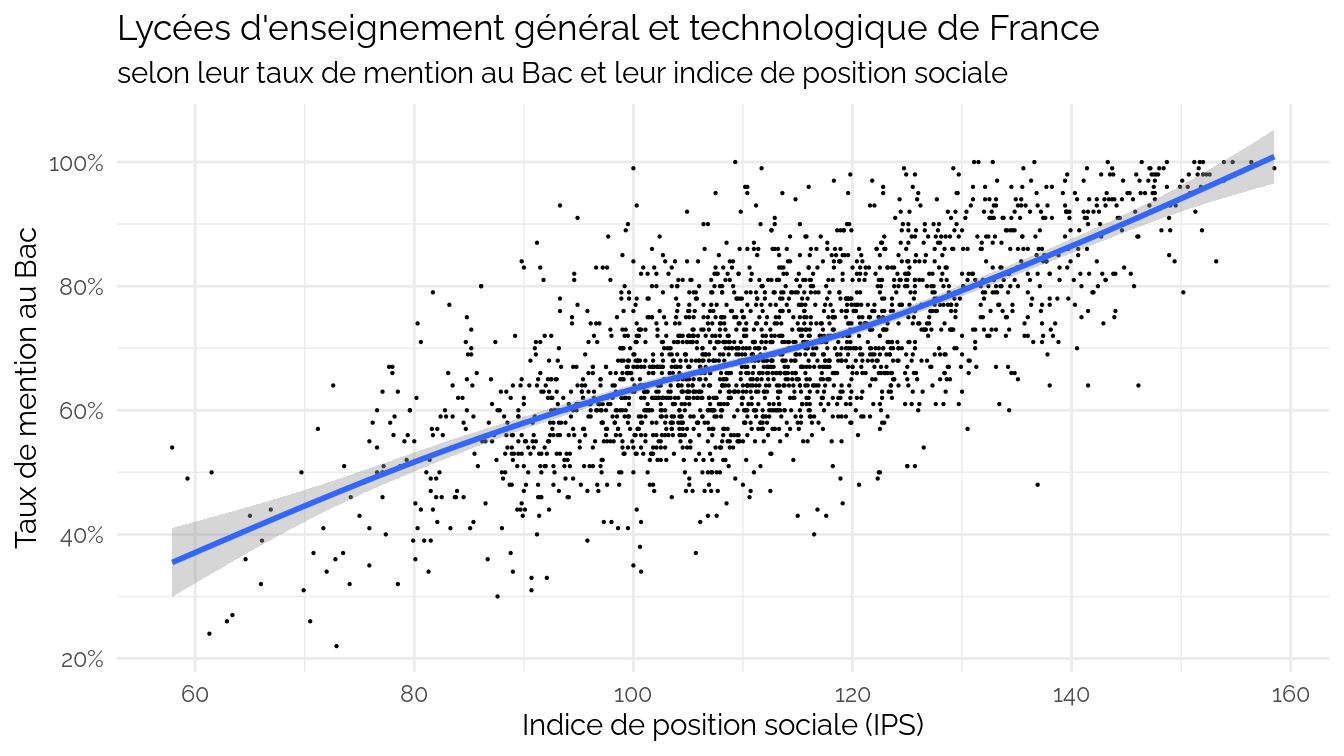 Lycées d'enseignement général et technologique de France
selon leur taux de mention au Bac et leur indice de position sociale
Taux de mention au Bac
100%
80%
60%
40%
20%
60 80 100 120 140 160
Indice de position sociale (IPS)